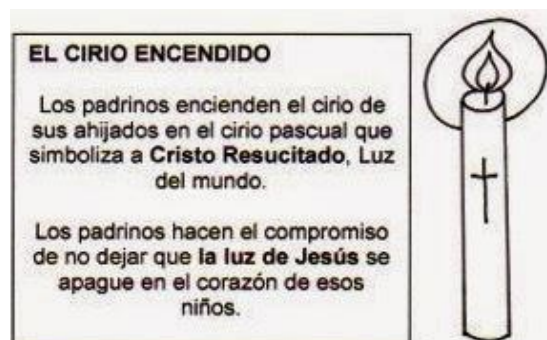 EL CIRIO ENCENDIDO
Los padrinos encienden el cirio de
sus ahijados en el cirio pascual que
simboliza a Cristo Resucitado, Luz
del mundo.
Los padrinos hacen el compromiso
de no dejar que la luz de Jesús se
apague en el corazón de esos
niños.